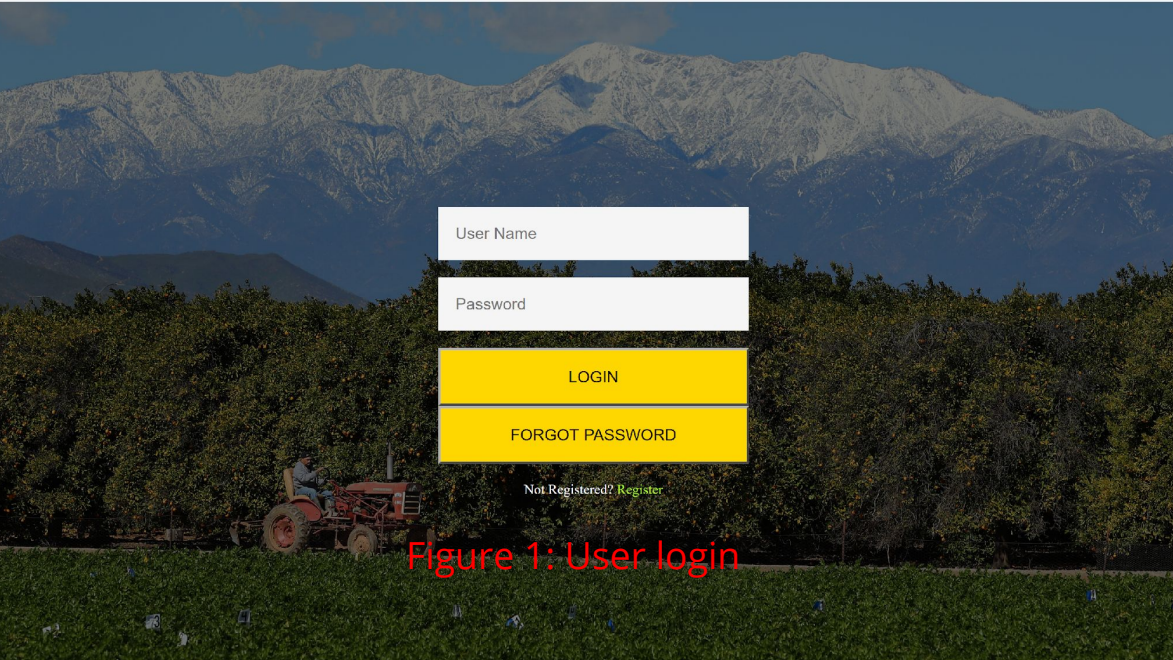 User Name
Password
LOGIN
FORGOT PASSWORD
Not Registered? Register
Figure 1: User login